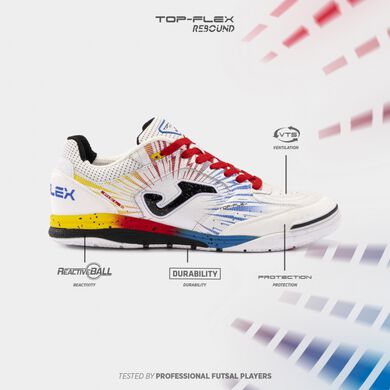 TOP-FLEX
REBOUND
VTS
VENTILATION
FLEX
REACTIVEBALL
REACTIVITY
DURABILITY
DURABILITY
PROTECTION
PROTECTION
TESTED BY PROFESSIONAL FUTSAL PLAYERS